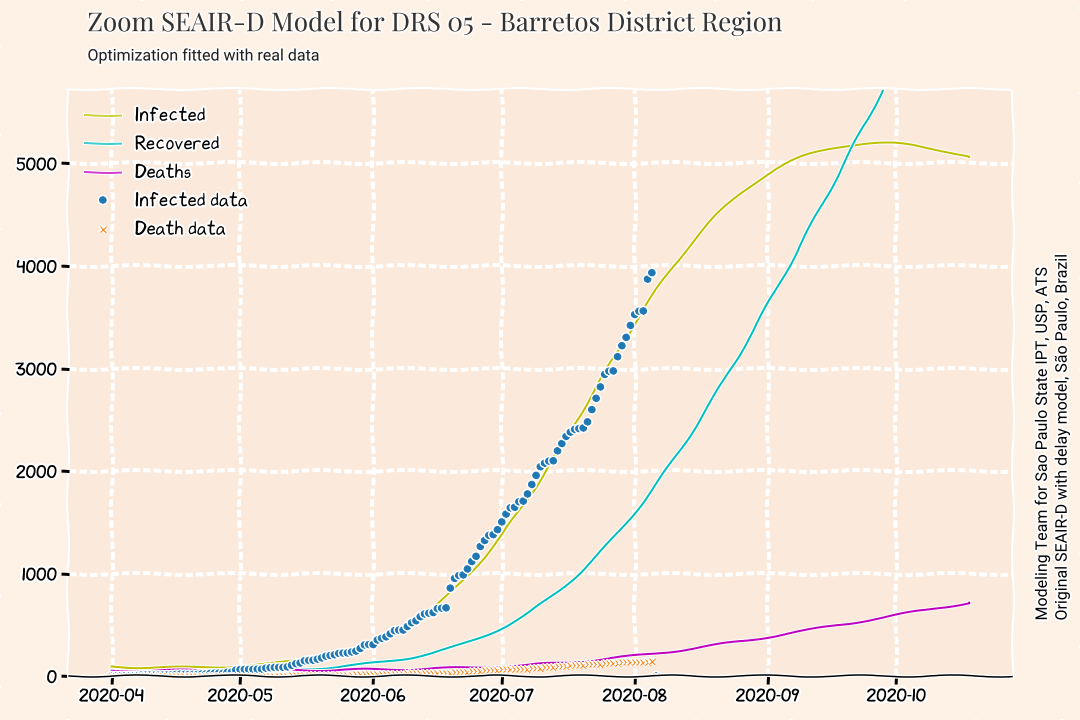 Zoom SEAIR-D Model for DRS 05 - Barretos District Region
Optimization fitted with real data
Infected
Recovered
Deaths
Infected data
Death data
5000
4000
3000
2000
1000
0
2020-04 2020-05 2020-06 2020-07 2020-08 2020-09 2020-10
Modeling Team for Sao Paulo State IPT, USP, ATS
Original SEAIR-D with delay model, São Paulo, Brazil